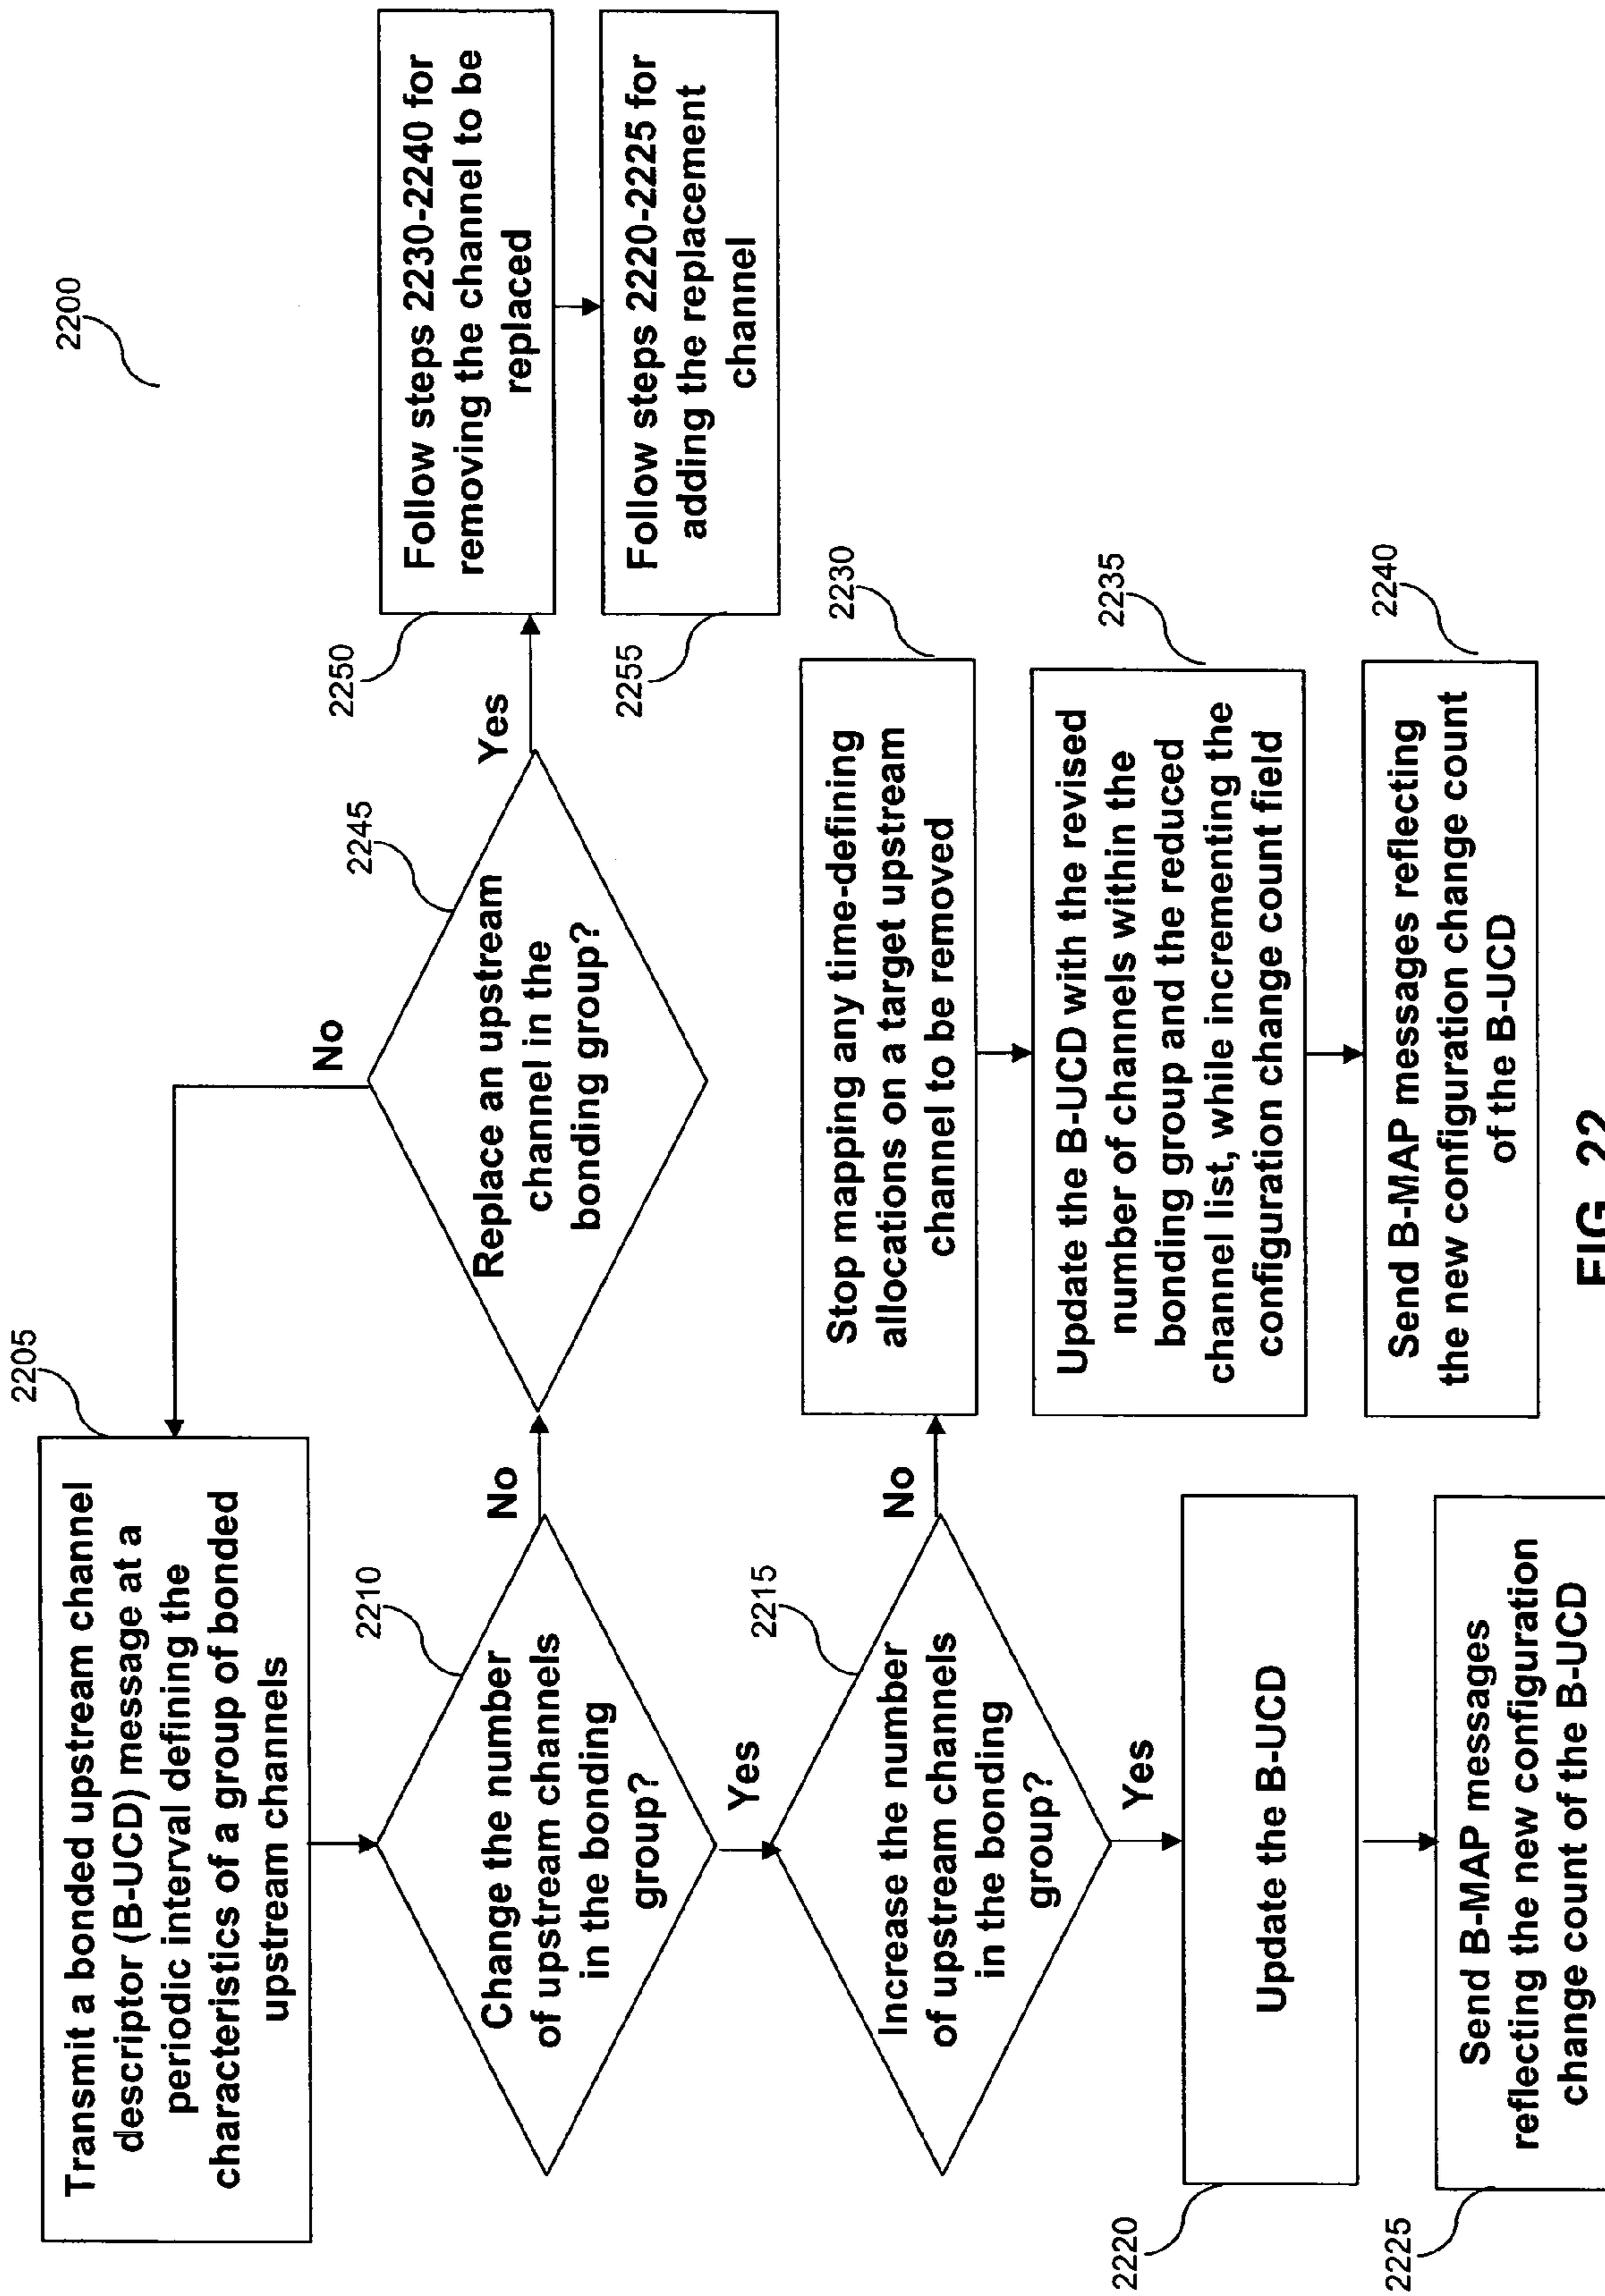 2200
2205
Transmit a bonded upstream channel
descriptor (B-UCD) message at a
periodic interval defining the
characteristics of a group of bonded
upstream channels
2210
Change the number
of upstream channels
in the bonding
group?
No
Yes
2245
Replace an upstream
channel in the
bonding group?
No
Yes
2250
Follow steps 2230-2240 for
removing the channel to be
replaced
2255
Follow steps 2220-2225 for
adding the replacement
channel
2215
Increase the number
of upstream channels
in the bonding
group?
No
Yes
2230
Stop mapping any time-defining
allocations on a target upstream
channel to be removed
2235
Update the B-UCD with the revised
number of channels within the
bonding group and the reduced
channel list, while incrementing the
configuration change count field
2240
Send B-MAP messages reflecting
the new configuration change count
of the B-UCD
2220
Update the B-UCD
2225
Send B-MAP messages
reflecting the new configuration
change count of the B-UCD
FIG. 22